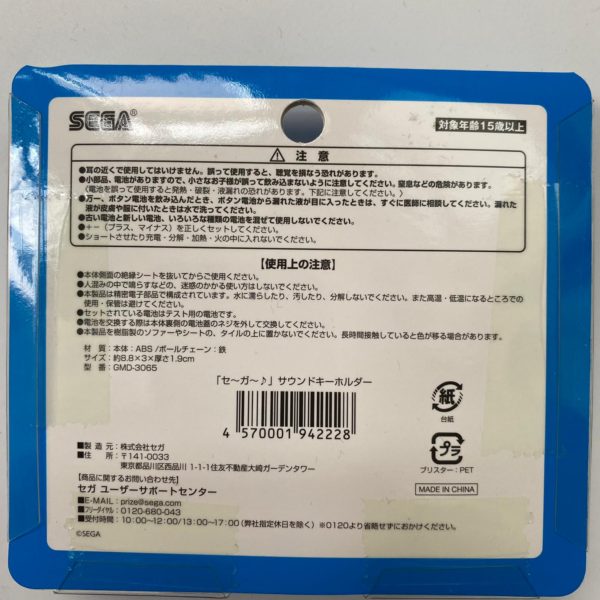 SEGA®
対象年齢15歳以上
⚠ 注 意
●耳の近くで使用してはいけません。誤って使用すると、聴覚を損なう恐れがあります。
●小部品、電池がありますので、小さなお子様が誤って飲み込まないように注意してください。窒息などの危険があります。
(電池を誤って使用すると発熱・破裂・液漏れの恐れがあります。下記に注意してください。)
●万一、ボタン電池を飲み込んだとき、ボタン電池から漏れた液が目に入ったときは、すぐに医師に相談してください。漏れた
液が皮膚や服に付いたときは水で洗ってください。
●古い電池と新しい電池、いろいろな種類の電池を混ぜて使用しないでください。
●+-(プラス、マイナス)を正しくセットしてください。
●ショートさせたり充電・分解・加熱・火の中に入れないでください。
【使用上の注意】
●本体側面の絶縁シートを抜いてからご使用ください。
●人混みの中で鳴らすなどの、迷惑のかかる使い方はしないでください。
●本製品は精密電子部品で構成されています。水に濡らしたり、汚したり、分解しないでください。また高温・低温になるところでの
使用・保管は避けてください。
●セットされている電池はテスト用の電池です。
●電池を交換する際は本体裏側の電池蓋のネジを外して交換してください。
●本製品を樹脂製のソファーやシートの、タイルの上に置かないでください。長時間接触していると色が移る場合があります。
材 質:本体:ABS/ボールチェーン:鉄
サイズ:約8.8×3×厚さ1.9cm
型 番:GMD-3065
「セ~ガ~♪」サウンドキーホルダー
4 570001 942228
紙
台紙
プラ
ブリスター:PET
MADE IN CHINA
■製造元:株式会社セガ
■住 所:〒141-0033
東京都品川区西品川1-1-1住友不動産大崎ガーデンタワー
【商品に関するお問い合わせ先】
セガ ユーザーサポートセンター
■E-MAIL:prize@sega.com
■フリーダイヤル:0120-680-043
■受付時間:10:00~12:00/13:00~17:00(弊社指定休日を除く)※0120より省略せずにおかけください。
©SEGA